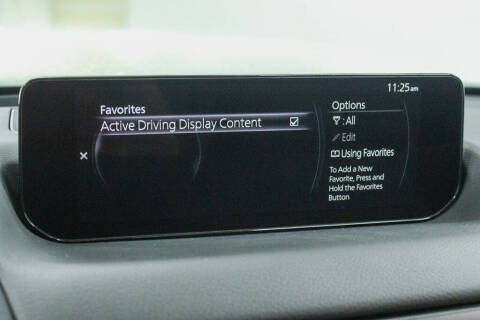 11:25am
Favorites
Active Driving Display Content
Options
: All
Edit
Using Favorites
To Add a New
Favorite, Press and
Hold the Favorites
Button